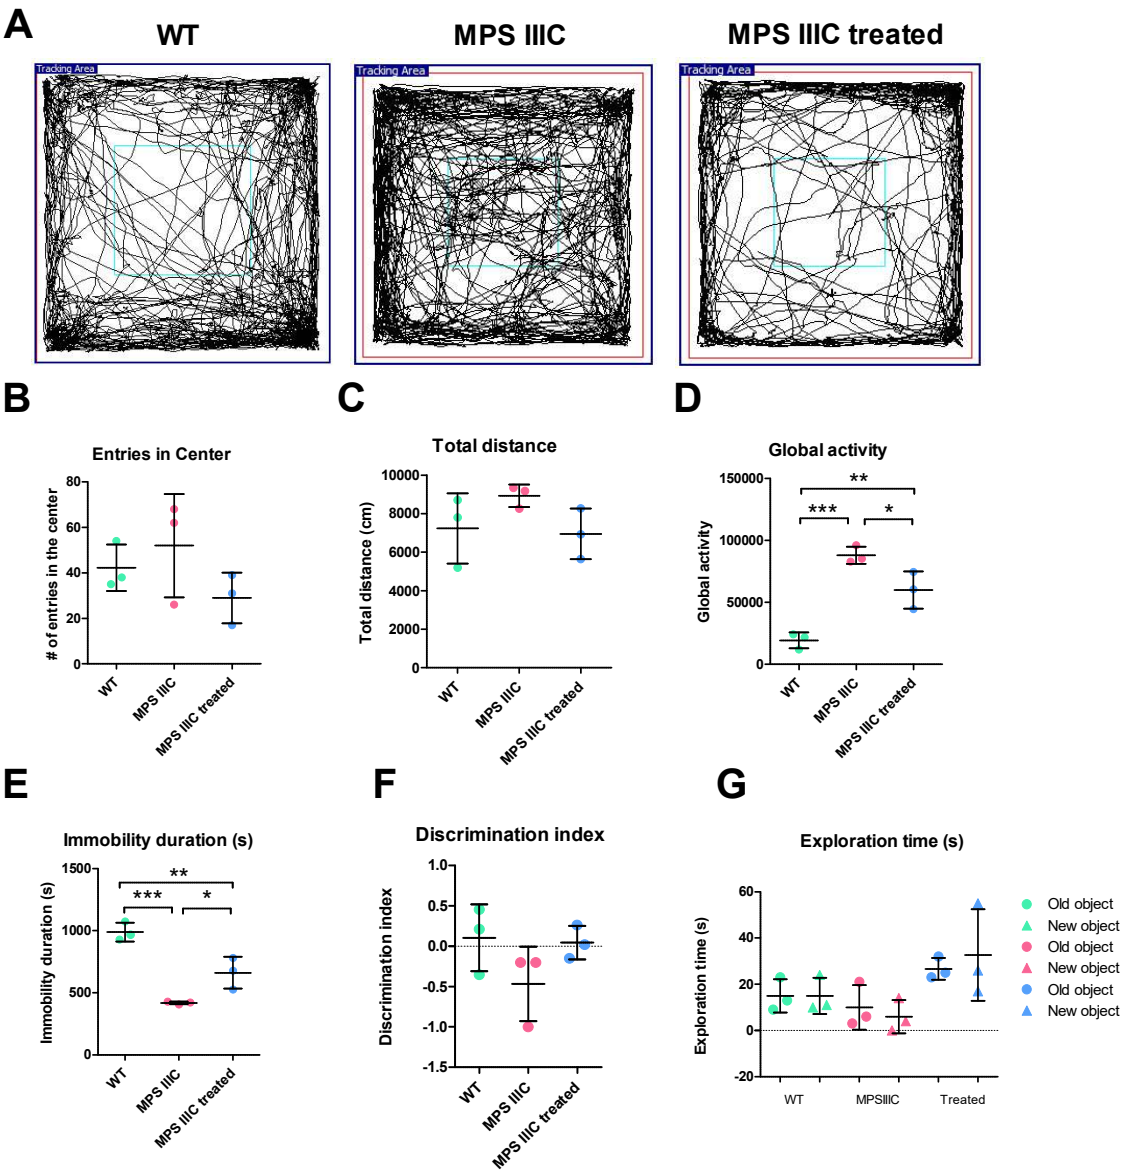 A
WT
MPS IIIC
MPS IIIC treated
Tracking Area
Tracking Area
Tracking Area
B
Entries in Center
# of entries in the center
80
60
40
20
0
WT
MPS IIIC
MPS IIIC treated
C
Total distance
Total distance (cm)
10000
8000
6000
4000
2000
0
WT
MPS IIIC
MPS IIIC treated
D
Global activity
Global activity
150000
100000
50000
0
**
***
*
WT
MPS IIIC
MPS IIIC treated
E
Immobility duration (s)
Immobility duration (s)
1500
1000
500
0
**
***
*
WT
MPS IIIC
MPS IIIC treated
F
Discrimination index
Discrimination index
1.0
0.5
0.0
-0.5
-1.0
-1.5
WT
MPS IIIC
MPS IIIC treated
G
Exploration time (s)
Exploration time (s)
60
40
20
0
-20
WT
MPSIIIC
Treated
Old object
New object
Old object
New object
Old object
New object